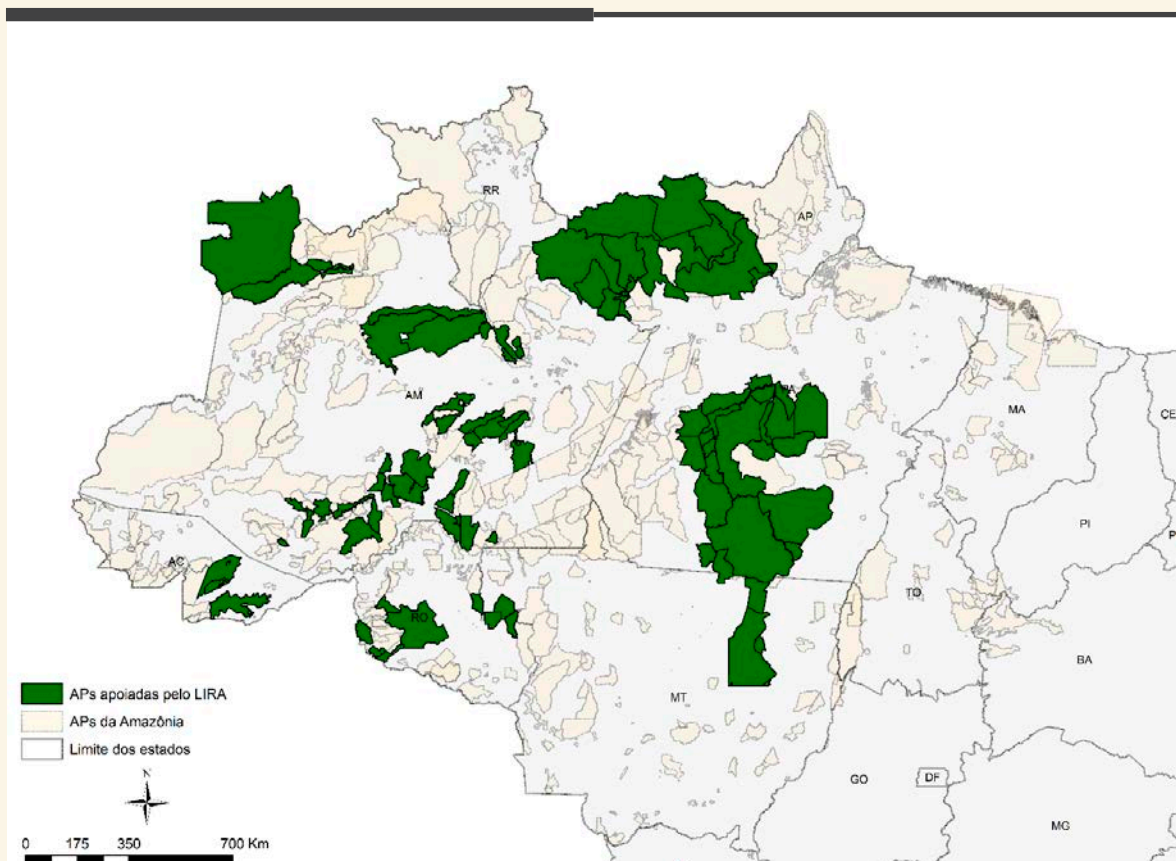 RR
AP
AM
PA
MA
CE
PI
P
AC
TO
RO
BA
MT
GO
DF
MG
APs apoiadas pelo LIRA
APs da Amazônia
Limite dos estados
N
0 175 350 700 Km